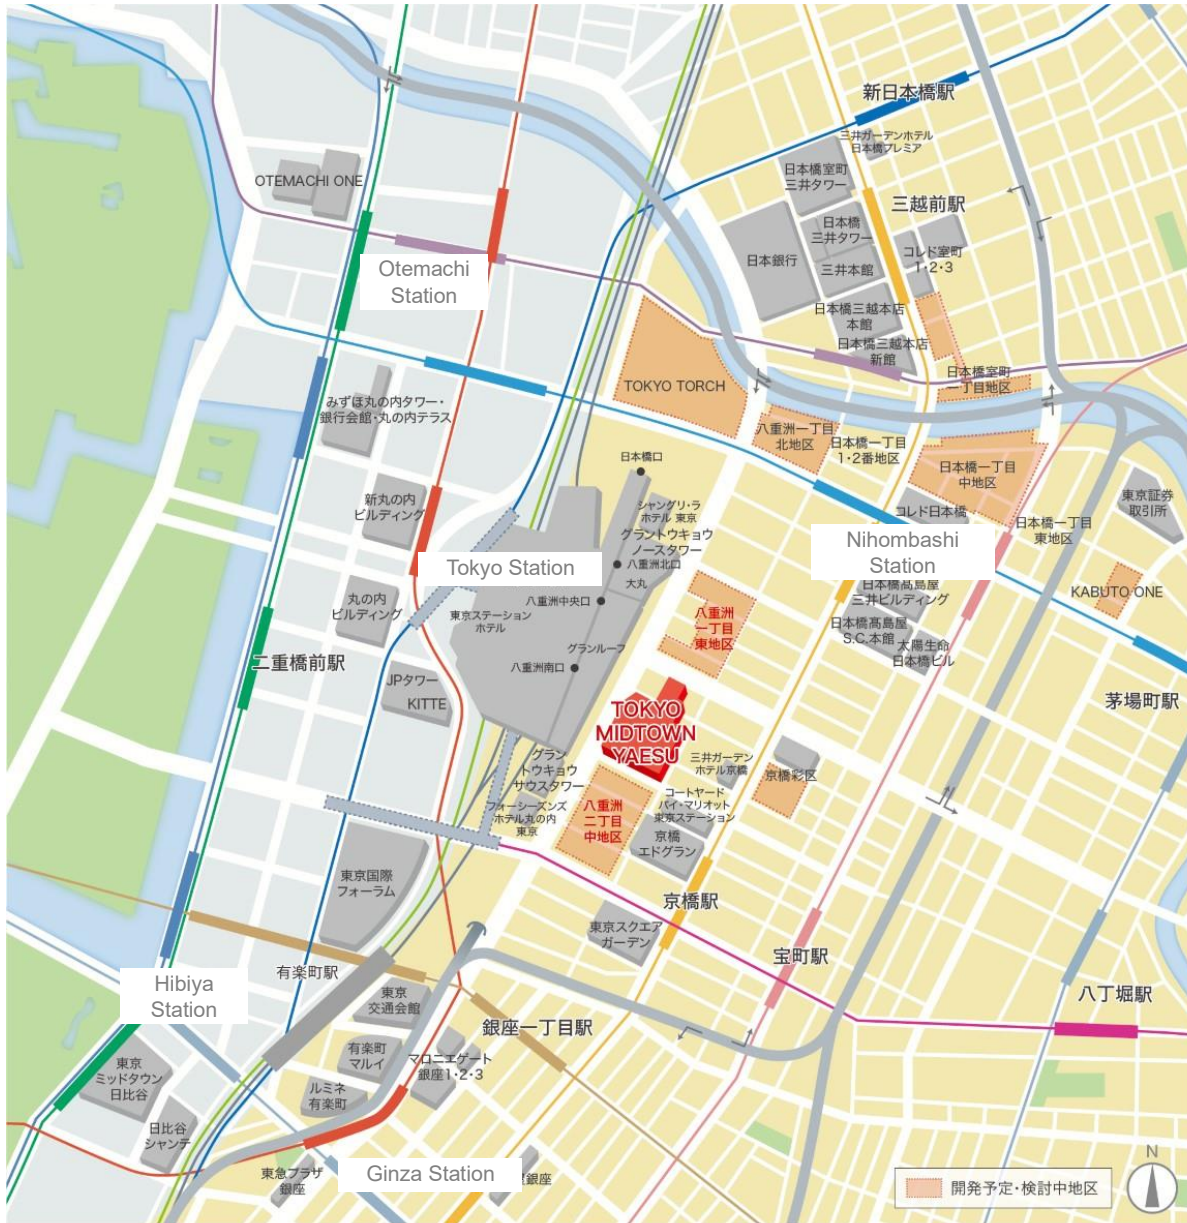 新日本橋駅
三井ガーデンホテル
日本橋プレミア
日本橋室町
三井タワー
OTEMACHI ONE
三越前駅
日本橋
三井タワー
コレド室町
1・2・3
日本銀行
三井本館
Otemachi
Station
日本橋三越本店
本館
日本橋三越本店
新館
TOKYO TORCH
日本橋室町
一丁目地区
みずほ丸の内タワー・
銀行会館・丸の内テラス
八重洲一丁目
北地区
日本橋一丁目
1・2番地区
日本橋一丁目
中地区
日本橋口
新丸の内
ビルディング
シャングリ・ラ
ホテル 東京
コレド日本橋
東京証券
取引所
グラントウキョウ
ノースタワー
日本橋一丁目
東地区
Nihombashi
Station
Tokyo Station
八重洲北口
大丸
日本橋髙島屋
三井ビルディング
KABUTO ONE
丸の内
ビルディング
八重洲中央口
東京ステーション
ホテル
八重洲
一丁目
東地区
日本橋髙島屋
S.C.本館
太陽生命
日本橋ビル
グランルーフ
二重橋前駅
八重洲南口
JPタワー
KITTE
茅場町駅
TOKYO
MIDTOWN
YAESU
グラン
トウキョウ
サウスタワー
三井ガーデン
ホテル京橋
京橋彩区
フォーシーズンズ
ホテル丸の内
東京
八重洲
二丁目
中地区
コートヤード
バイ・マリオット
東京ステーション
京橋
エドグラン
東京国際
フォーラム
京橋駅
東京スクエア
ガーデン
宝町駅
有楽町駅
Hibiya
Station
東京
交通会館
八丁堀駅
銀座一丁目駅
有楽町
マルイ
マロニエゲート
銀座1・2・3
東京
ミッドタウン
日比谷
ルミネ
有楽町
日比谷
シャンテ
東急プラザ
銀座
Ginza Station
銀座
開発予定・検討中地区
N